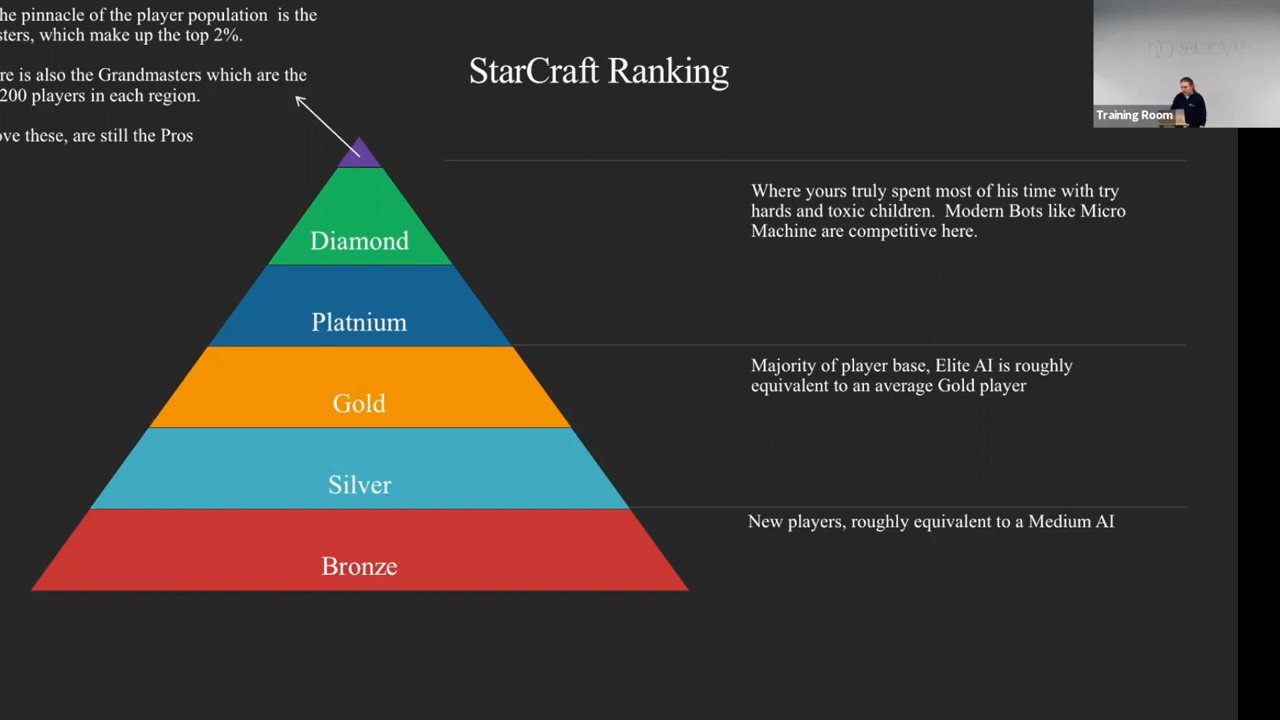 he pinnacle of the player population is the
sters, which make up the top 2%.
re is also the Grandmasters which are the
200 players in each region.
ove these, are still the Pros
StarCraft Ranking
Training Room
Where yours truly spent most of his time with try
hards and toxic children. Modern Bots like Micro
Machine are competitive here.
Diamond
Platnium
Majority of player base, Elite AI is roughly
equivalent to an average Gold player
Gold
Silver
New players, roughly equivalent to a Medium AI
Bronze